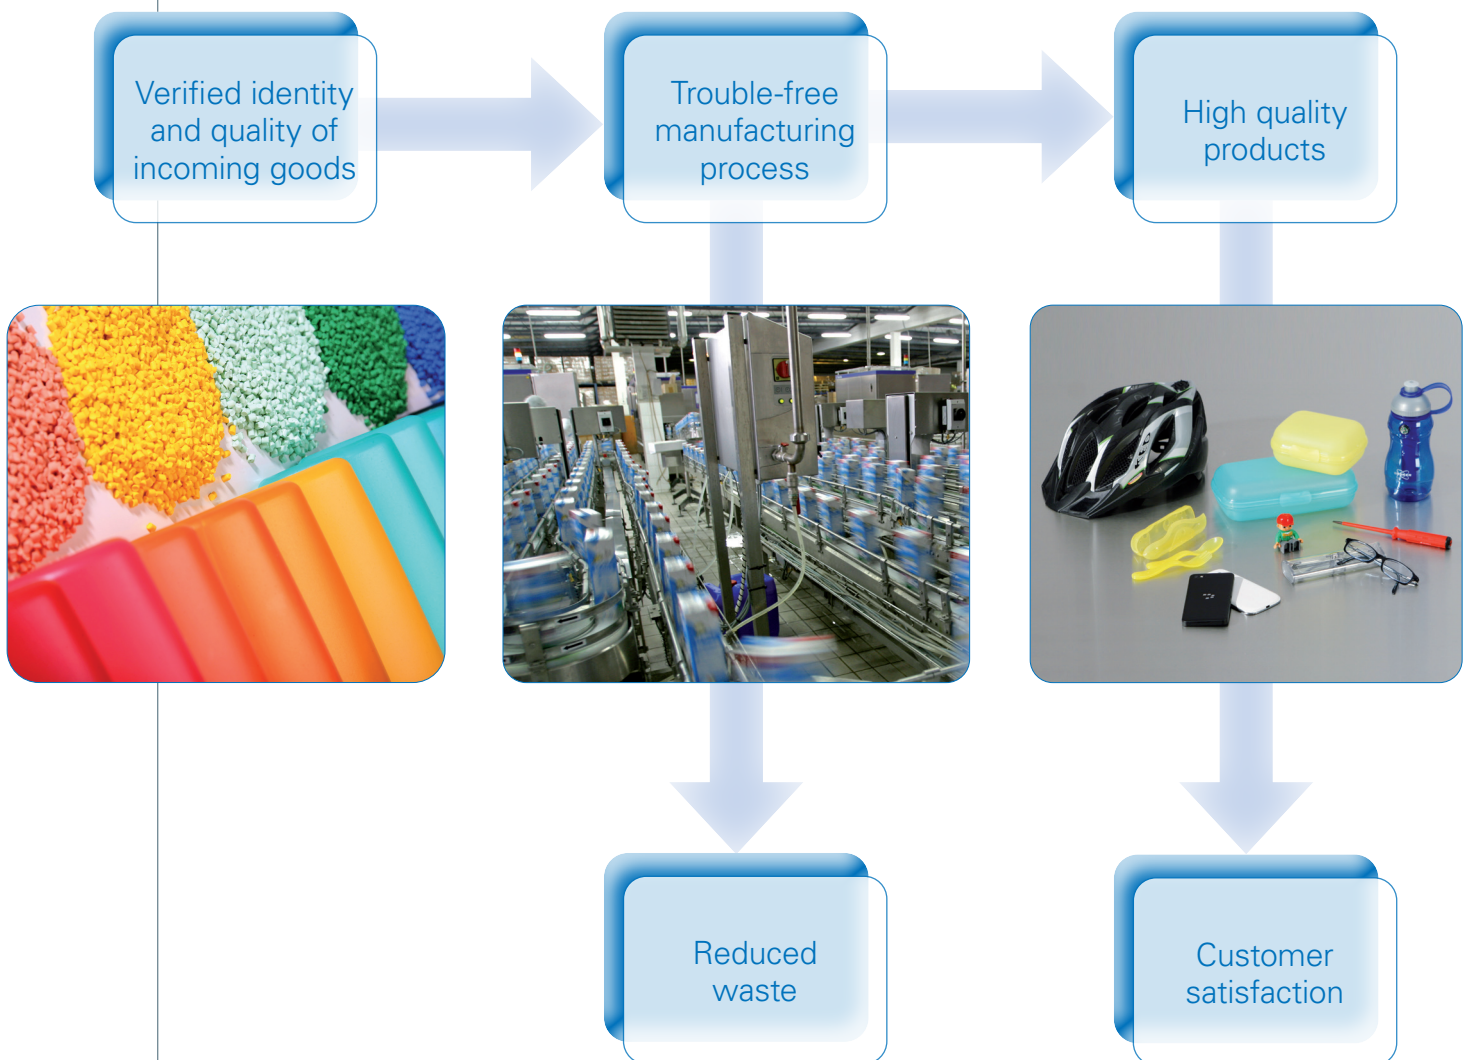 Verified identity
and quality of
incoming goods
Trouble-free
manufacturing
process
High quality
products
Reduced
waste
Customer
satisfaction